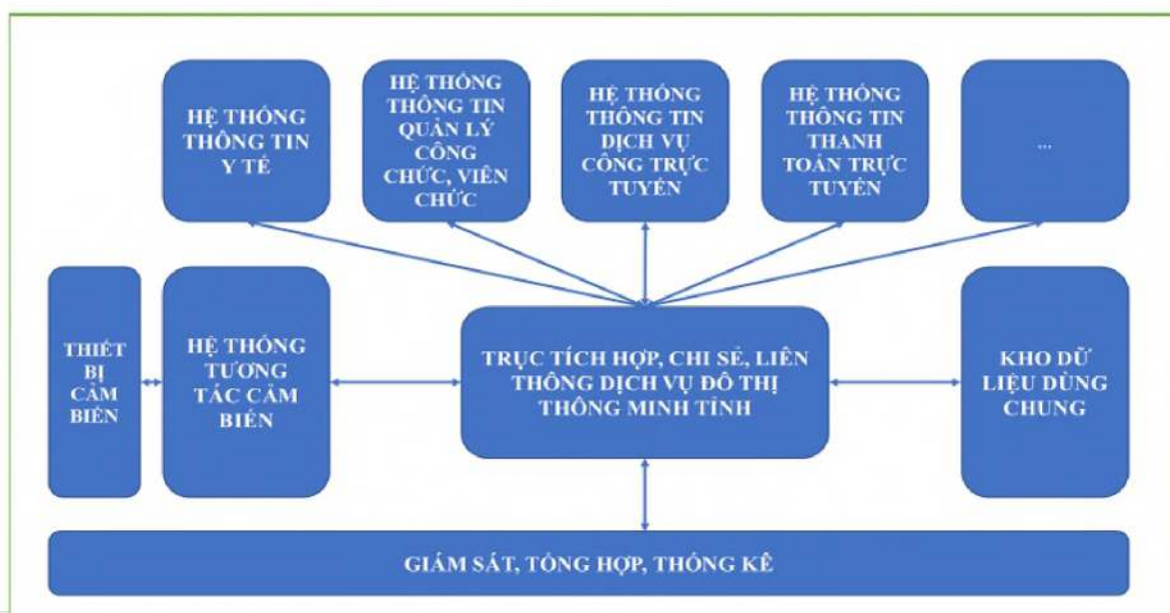 HỆ THỐNG
THÔNG TIN
Y TẾ
HỆ THỐNG
THÔNG TIN
QUẢN LÝ
CÔNG
CHỨC, VIÊN
CHỨC
HỆ THỐNG
THÔNG TIN
DỊCH VỤ
CÔNG TRỰC
TUYẾN
HỆ THỐNG
THÔNG TIN
THANH
TOÁN TRỰC
TUYẾN
...
THIẾT
BỊ
CẢM
BIẾN
HỆ THỐNG
TƯƠNG
TÁC CẢM
BIẾN
TRỤC TÍCH HỢP, CHI SẺ, LIÊN
THÔNG DỊCH VỤ ĐÔ THỊ
THÔNG MINH TỈNH
KHO DỮ
LIỆU DÙNG
CHUNG
GIÁM SÁT, TỔNG HỢP, THỐNG KÊ